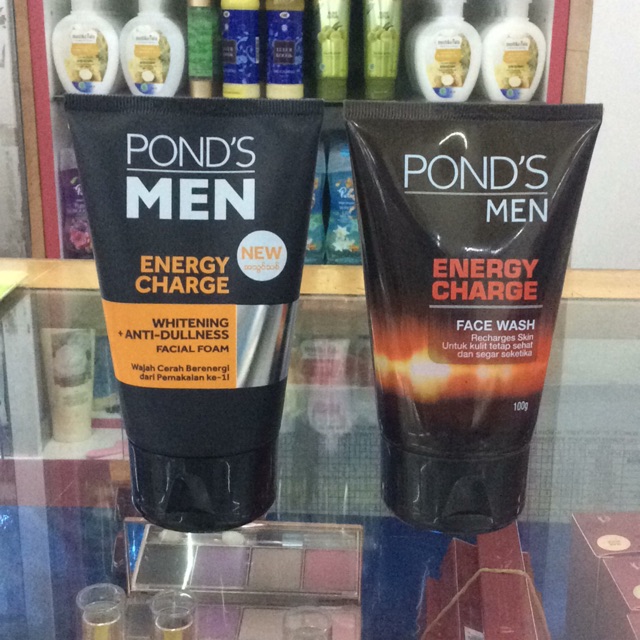 POND'S
MEN
ENERGY
CHARGE
NEW
WHITENING
+ ANTI-DULLNESS
FACIAL FOAM
Wajah Cerah Berenergi
dari Pemakaian ke-1!
POND'S
MEN
ENERGY
CHARGE
FACE WASH
Recharges Skin
Untuk kulit tetap sehat
dan segar seketika
100g